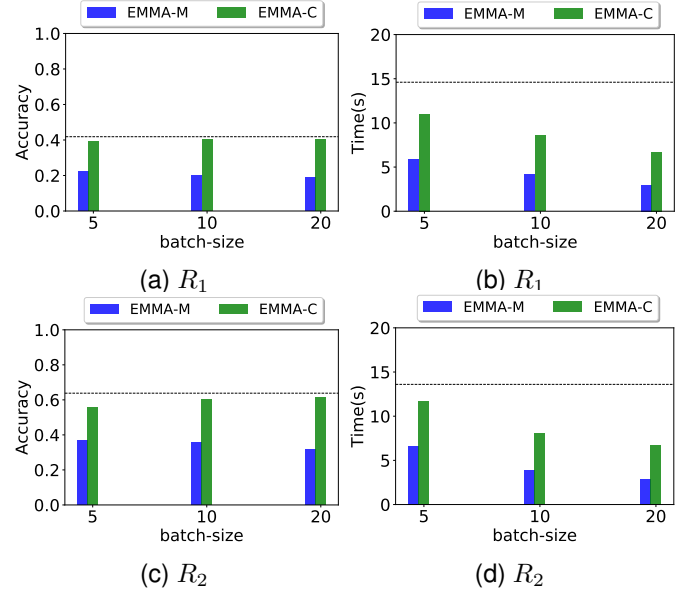 EMMA-M EMMA-C
1.0
0.8
0.6
0.4
0.2
0.0
Accuracy
5 10 20
batch-size
(a) R₁
EMMA-M EMMA-C
20
15
10
5
0
Time(s)
5 10 20
batch-size
(b) R₁
EMMA-M EMMA-C
1.0
0.8
0.6
0.4
0.2
0.0
Accuracy
5 10 20
batch-size
(c) R₂
EMMA-M EMMA-C
20
15
10
5
0
Time(s)
5 10 20
batch-size
(d) R₂